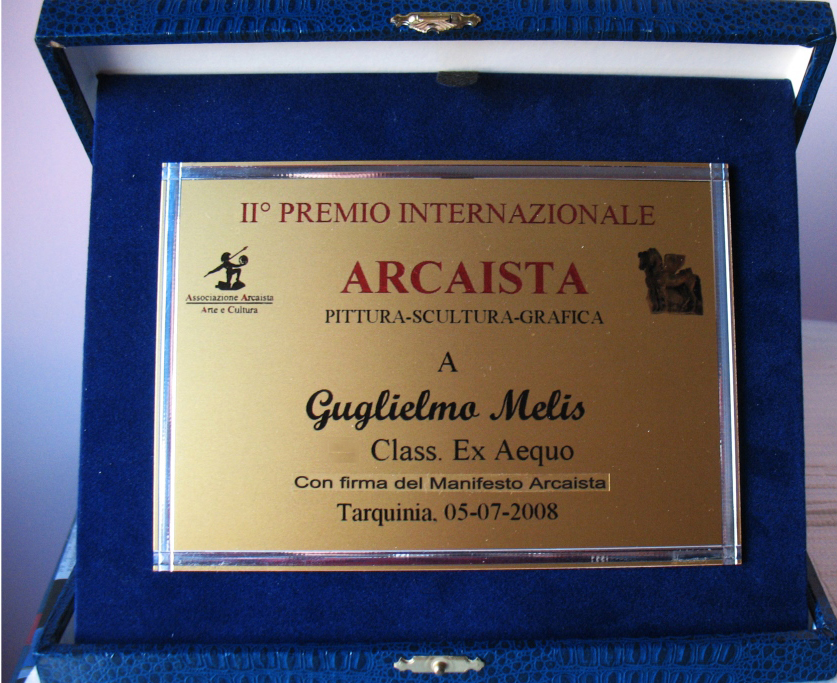 II° PREMIO INTERNAZIONALE
ARCAISTA
PITTURA-SCULTURA-GRAFICA
Associazione Arcaista
Arte e Cultura
A
Guglielmo Melis
Class. Ex Aequo
Con firma del Manifesto Arcaista
Tarquinia, 05-07-2008